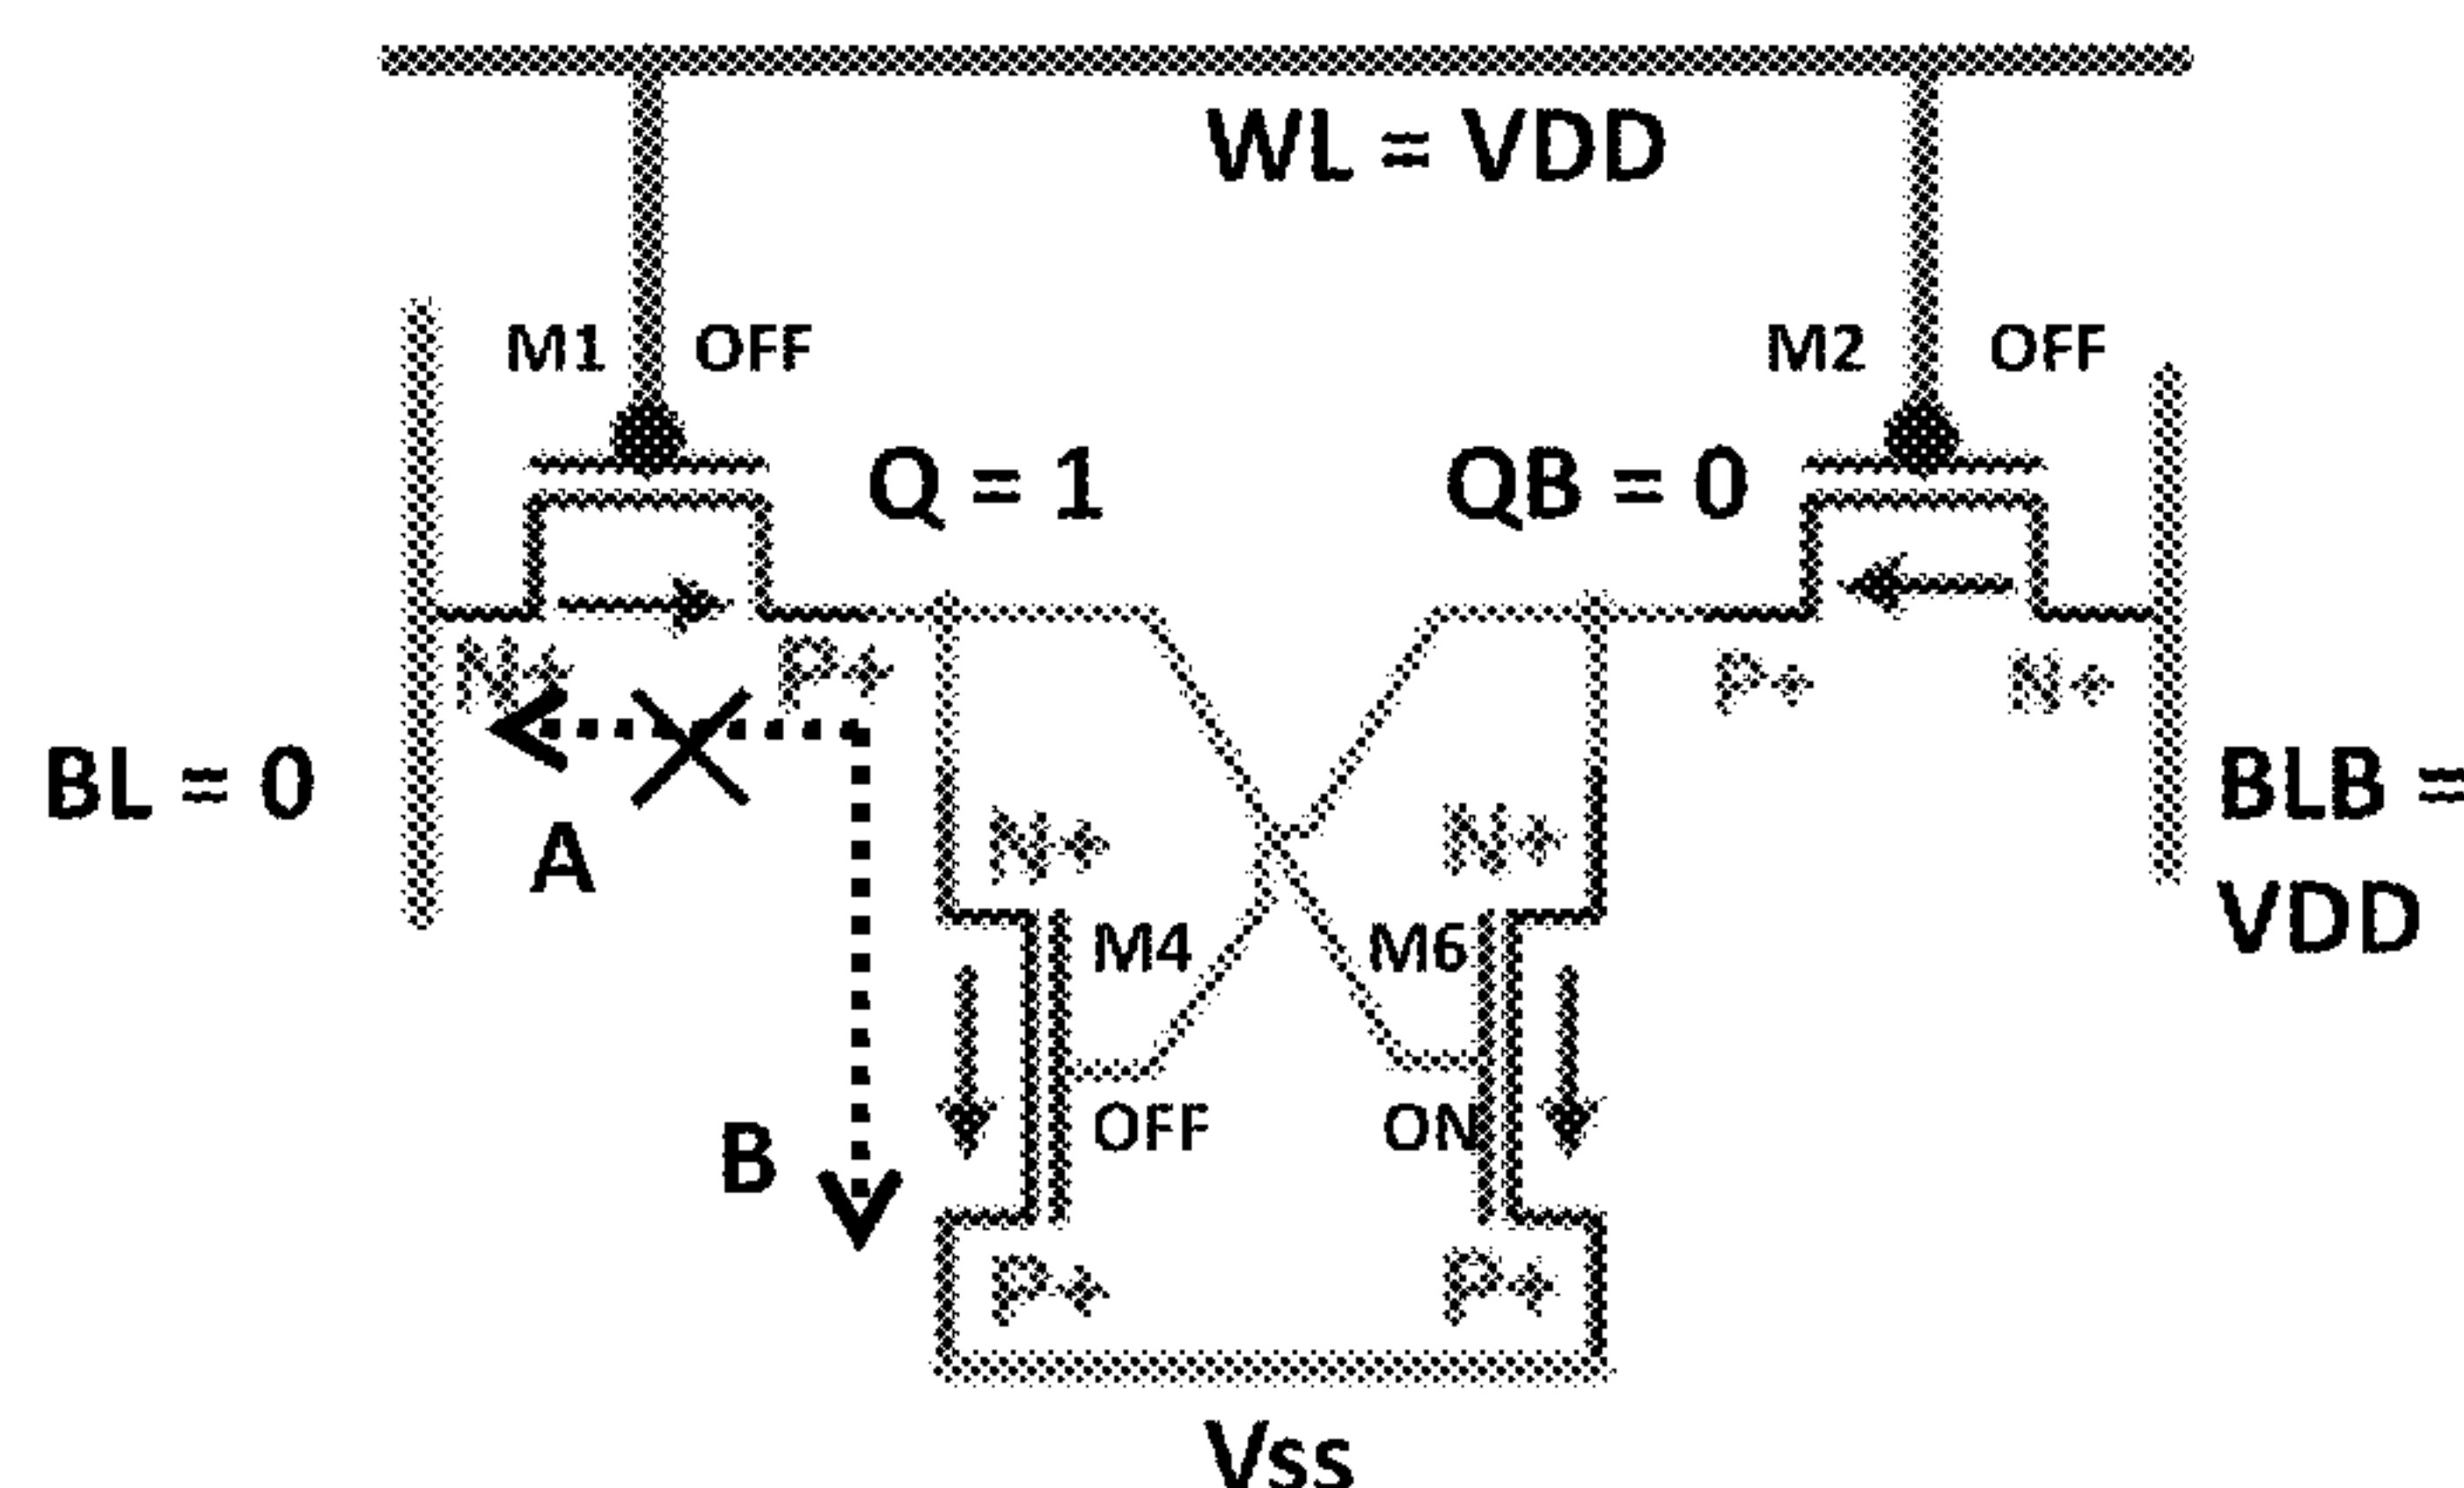 WL = VDD
M1 OFF
M2 OFF
Q = 1
QB = 0
N+
P+
P+
N+
BL = 0
BLB =
VDD
A
N+
N+
M4
M6
B
OFF
ON
P+
P+
Vss